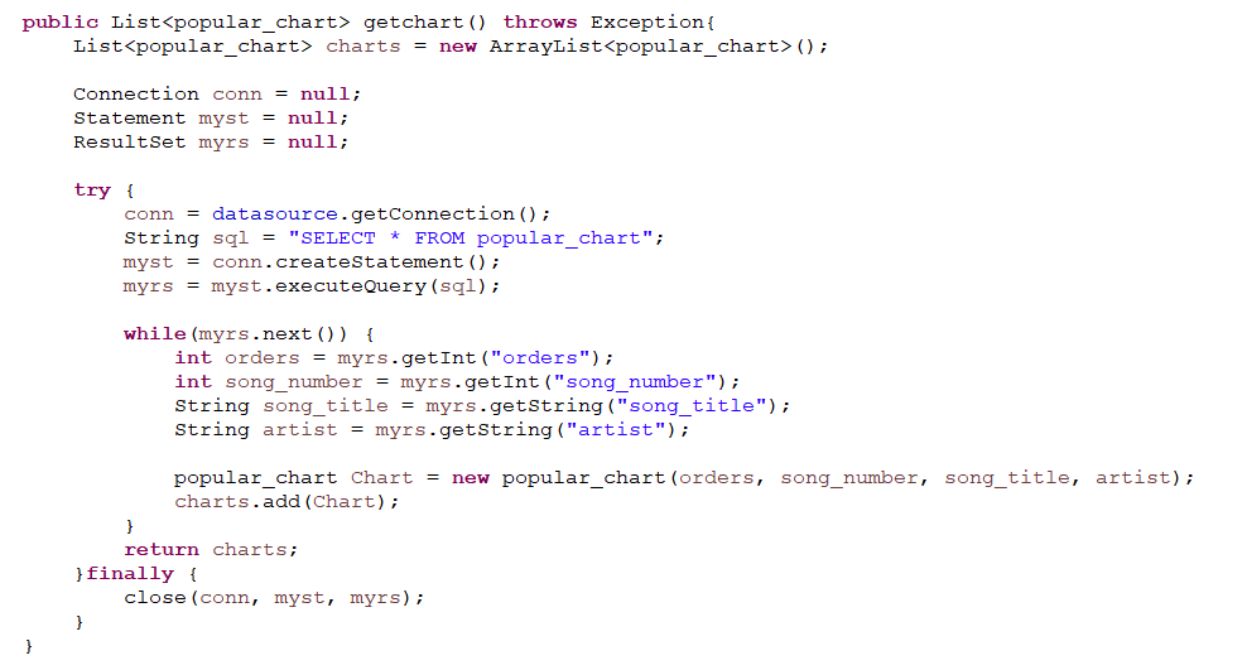 public List<popular_chart> getchart() throws Exception{
    List<popular_chart> charts = new ArrayList<popular_chart>();

    Connection conn = null;
    Statement myst = null;
    ResultSet myrs = null;

    try {
        conn = datasource.getConnection();
        String sql = "SELECT * FROM popular_chart";
        myst = conn.createStatement();
        myrs = myst.executeQuery(sql);

        while(myrs.next()) {
            int orders = myrs.getInt("orders");
            int song_number = myrs.getInt("song_number");
            String song_title = myrs.getString("song_title");
            String artist = myrs.getString("artist");

            popular_chart Chart = new popular_chart(orders, song_number, song_title, artist);
            charts.add(Chart);
        }
        return charts;
    }finally {
        close(conn, myst, myrs);
    }
}